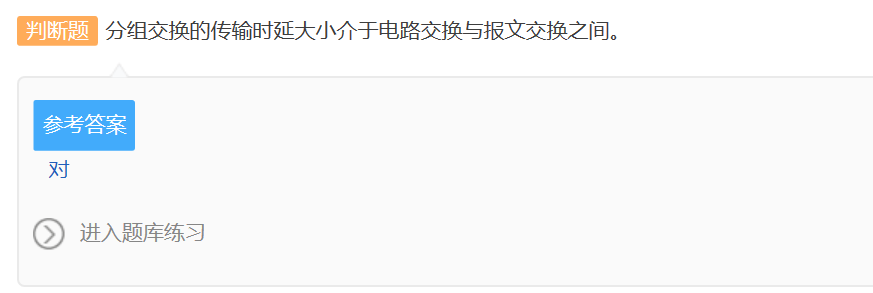 判断题 分组交换的传输时延大小介于电路交换与报文交换之间。
参考答案
对
进入题库练习